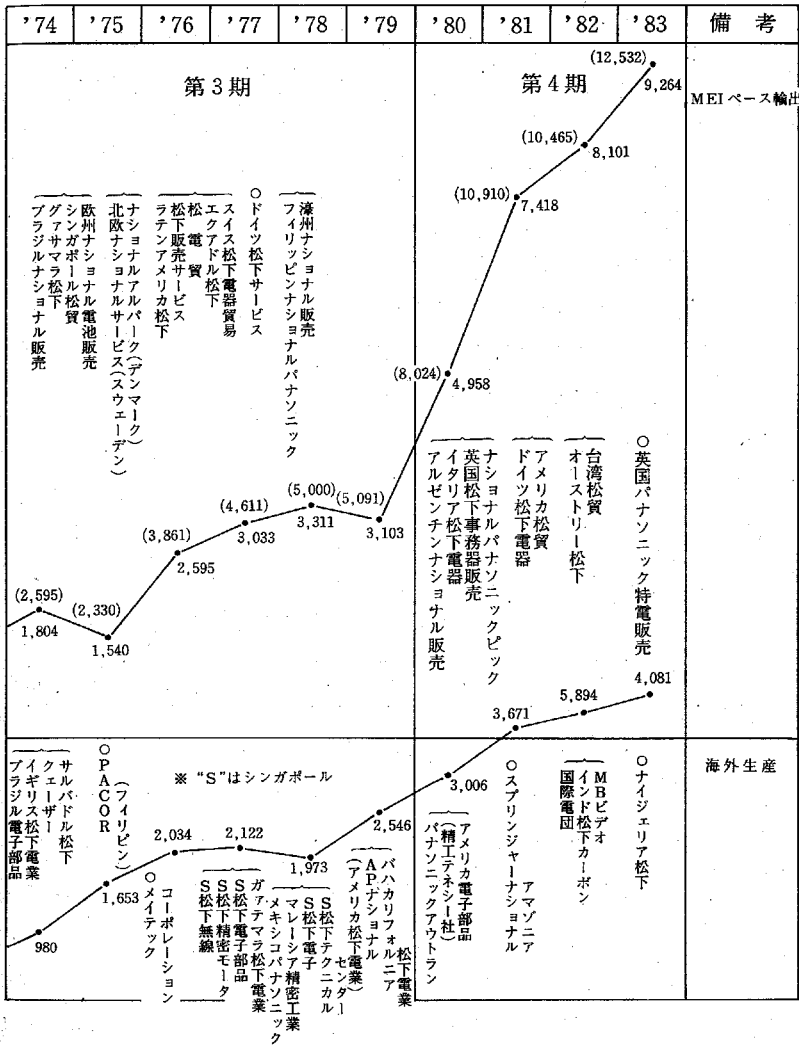 '74 '75 '76 '77 '78 '79 '80 '81 '82 '83 備考
第3期
第4期
MEIベース輸出
(2,595)
1,804
(2,330)
1,540
(3,861)
2,595
(4,611)
3,033
(5,000)
3,311
(5,091)
3,103
(8,024)
4,958
(10,910)
7,418
(10,465)
8,101
(12,532)
9,264
欧州ナショナル電池販売
シンガポール松貿
グァサマラ松下
ブラジルナショナル販売
ナショナルアルパーク(デンマーク)
北欧ナショナルサービス(スウェーデン)
スイス松下電器貿易
エクアドル松下
松電貿
松下販売サービス
ラテンアメリカ松下
○ドイツ松下サービス
濠州ナショナル販売
フィリッピンナショナルパナソニック
ナショナルパナソニックピック
英国松下事務器販売
イタリア松下電器
アルゼンチンナショナル販売
アメリカ松貿
ドイツ松下電器
台湾松貿
オーストリー松下
○英国パナソニック特電販売
海外生産
※ “S”はシンガポール
980
1,653
2,034
2,122
1,973
2,546
3,006
3,671
5,894
4,081
サルバドル松下
クェーザー
イギリス松下電業
ブラジル電子部品
(フィリピン)
○PACOR
コーポレーション
○メイテック
ガァテマラ松下電業
S松下電子部品
S松下精密モータ
S松下無線
センター
S松下テクニカル
S松下電子
マレーシア精密工業
メキシコパナソニック
松下電業
バハカリフォルニア
APナショナル
(アメリカ松下電業)
アメリカ電子部品
(精工テネシー社)
パナソニックアウトラン
アマゾニア
○スプリンジャーナショナル
MBビデオ
インド松下カーボン
国際電団
○ナイジェリア松下